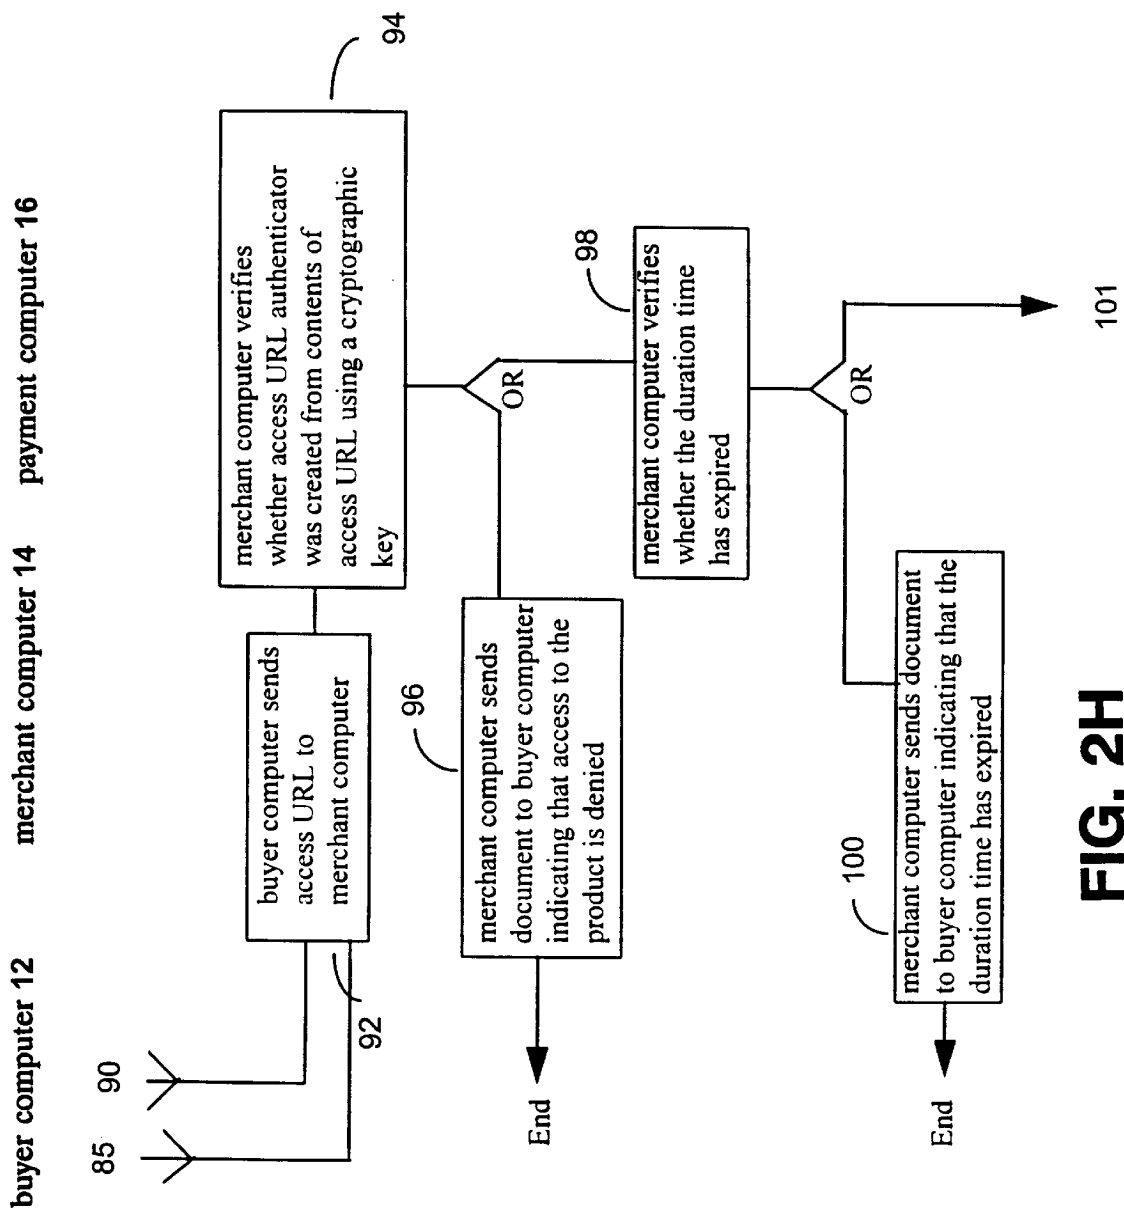 buyer computer 12
merchant computer 14
payment computer 16
85
90
92
buyer computer sends
access URL to
merchant computer
94
merchant computer verifies
whether access URL authenticator
was created from contents of
access URL using a cryptographic
key
OR
96
merchant computer sends
document to buyer computer
indicating that access to the
product is denied
End
98
merchant computer verifies
whether the duration time
has expired
OR
100
merchant computer sends document
to buyer computer indicating that the
duration time has expired
End
101
FIG. 2H